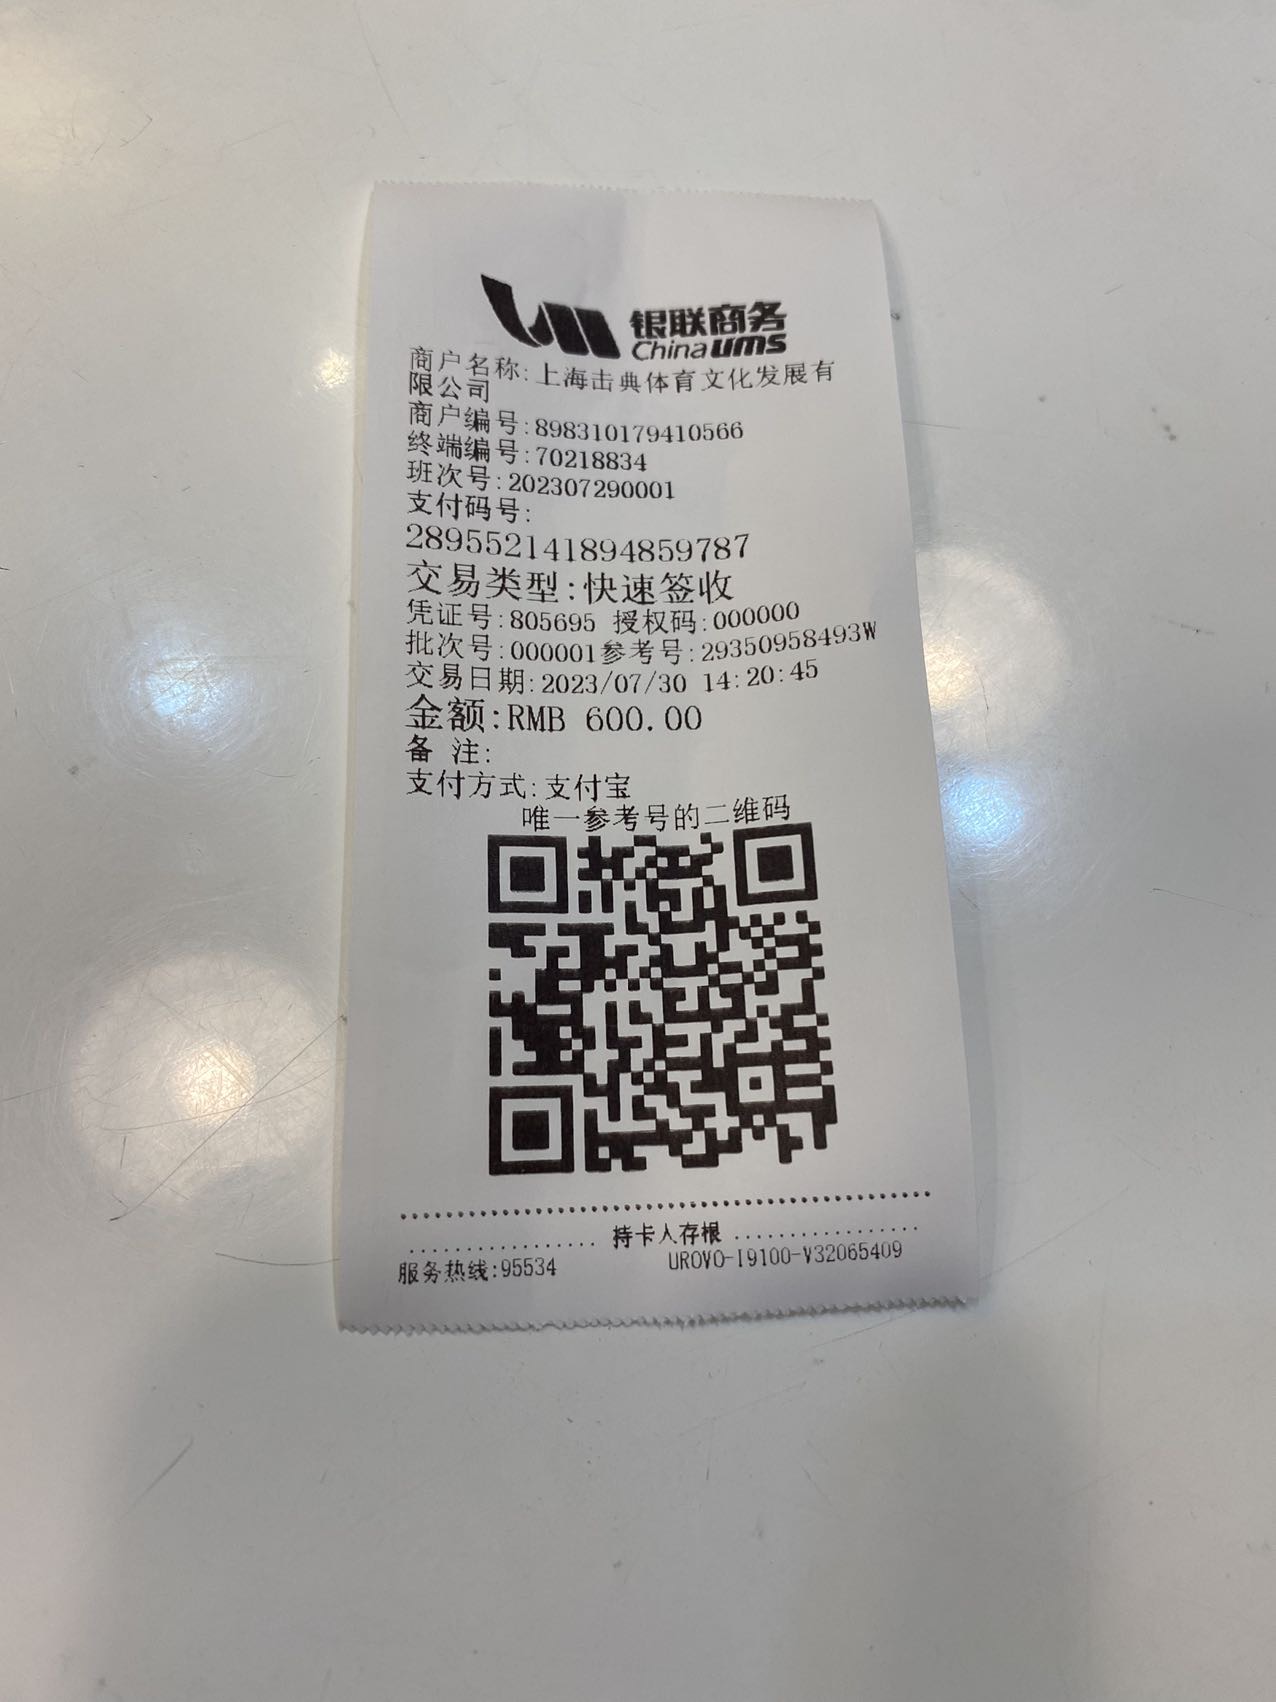 银联商务
China ums
商户名称:上海击典体育文化发展有
限公司
商户编号:898310179410566
终端编号:70218834
班次号:202307290001
支付码号:
289552141894859787
交易类型:快速签收
凭证号:805695 授权码:000000
批次号:000001参考号:29350958493W
交易日期:2023/07/30 14:20:45
金额:RMB 600.00
备 注:
支付方式:支付宝
唯一参考号的二维码
持卡人存根
服务热线:95534 UROVO-I9100-V32065409